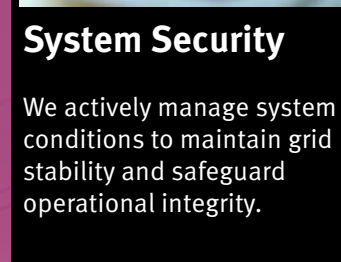 System Security
We actively manage system
conditions to maintain grid
stability and safeguard
operational integrity.